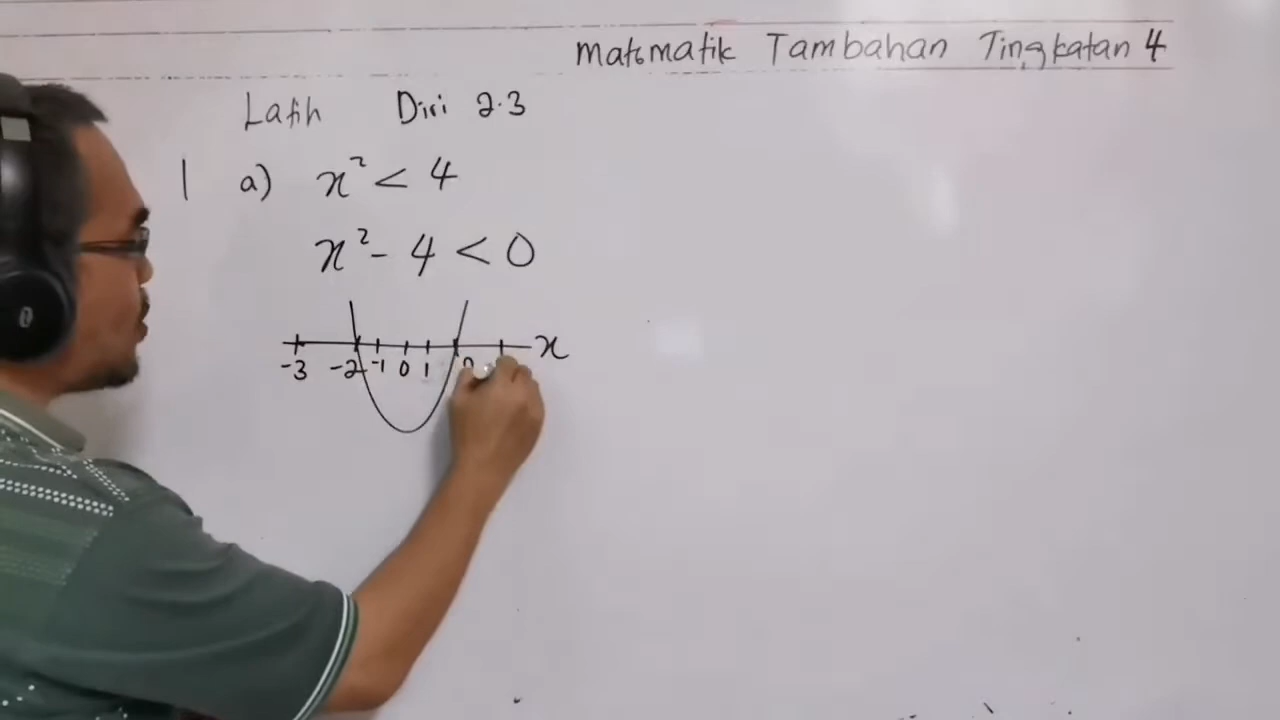 Matematik Tambahan Tingkatan 4
Latih Diri 2.3
1 a) x² < 4
x² - 4 < 0
-3 -2 -1 0 1 x